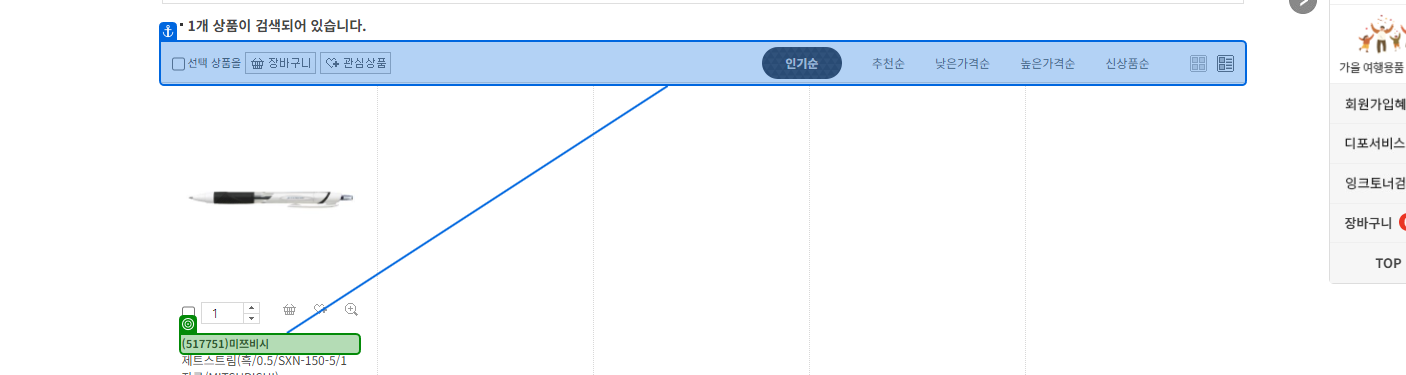 1개 상품이 검색되어 있습니다.
선택 상품을 장바구니 관심상품 인기순 추천순 낮은가격순 높은가격순 신상품순
가을 여행용품
회원가입혜
디포서비스
잉크토너검
장바구니
TOP
1
(517751)미쯔비시
제트스트림(흑/0.5/SXN-150-5/1